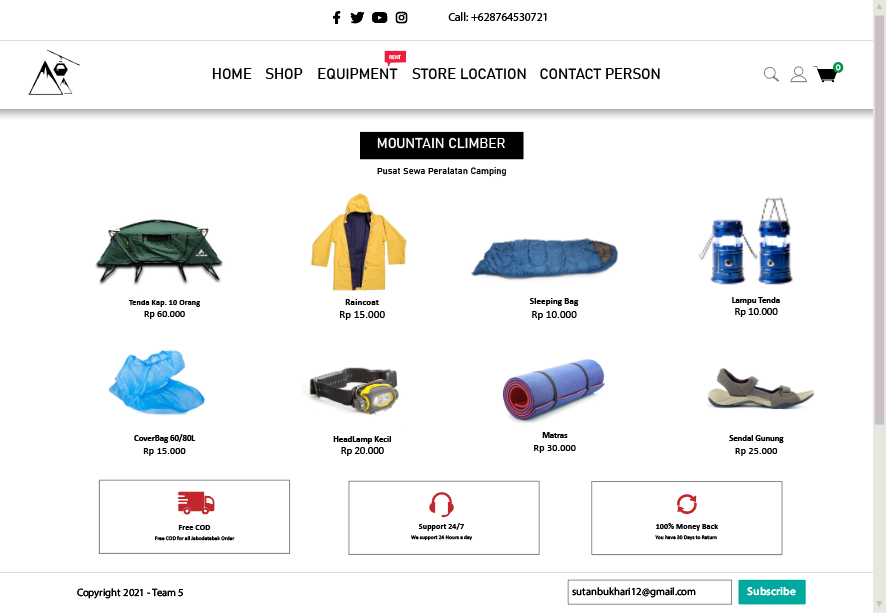 Call: +628764530721
RENT
HOME SHOP EQUIPMENT STORE LOCATION CONTACT PERSON
0
MOUNTAIN CLIMBER
Pusat Sewa Peralatan Camping
Tenda Kap. 10 Orang
Rp 60.000
Raincoat
Rp 15.000
Sleeping Bag
Rp 10.000
Lampu Tenda
Rp 10.000
CoverBag 60/80L
Rp 15.000
HeadLamp Kecil
Rp 20.000
Matras
Rp 30.000
Sendal Gunung
Rp 25.000
Free COD
Free COD for all Jabodetabek Order
Support 24/7
We support 24 Hours a day
100% Money Back
You have 30 Days to Return
Copyright 2021 - Team 5
sutanbukhari12@gmail.com
Subscribe